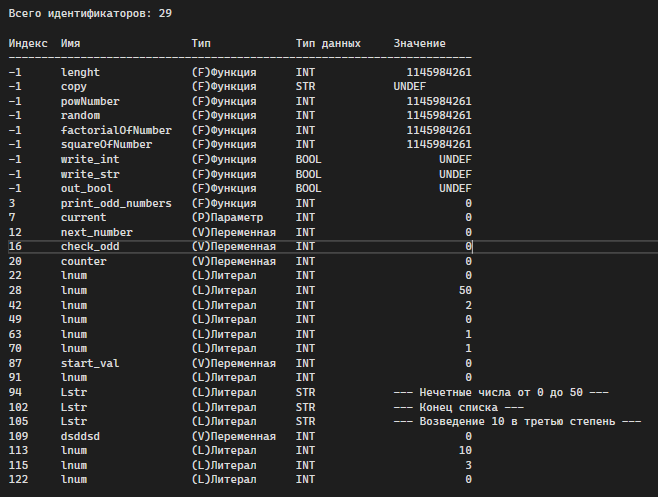 Всего идентификаторов: 29
Индекс Имя Тип Тип данных Значение
------------------------------------------------------------------------
-1 lenght (F)Функция INT 1145984261
-1 copy (F)Функция STR UNDEF
-1 powNumber (F)Функция INT 1145984261
-1 random (F)Функция INT 1145984261
-1 factorialOfNumber (F)Функция INT 1145984261
-1 squareOfNumber (F)Функция INT 1145984261
-1 write_int (F)Функция BOOL UNDEF
-1 write_str (F)Функция BOOL UNDEF
-1 out_bool (F)Функция BOOL UNDEF
3 print_odd_numbers (F)Функция INT 0
7 current (P)Параметр INT 0
12 next_number (V)Переменная INT 0
16 check_odd (V)Переменная INT 0
20 counter (V)Переменная INT 0
22 lnum (L)Литерал INT 0
28 lnum (L)Литерал INT 50
42 lnum (L)Литерал INT 2
49 lnum (L)Литерал INT 0
63 lnum (L)Литерал INT 1
70 lnum (L)Литерал INT 1
87 start_val (V)Переменная INT 0
91 lnum (L)Литерал INT 0
94 Lstr (L)Литерал STR --- Нечетные числа от 0 до 50 ---
102 Lstr (L)Литерал STR --- Конец списка ---
105 Lstr (L)Литерал STR --- Возведение 10 в третью степень ---
109 dsddsd (V)Переменная INT 0
113 lnum (L)Литерал INT 10
115 lnum (L)Литерал INT 3
122 lnum (L)Литерал INT 0